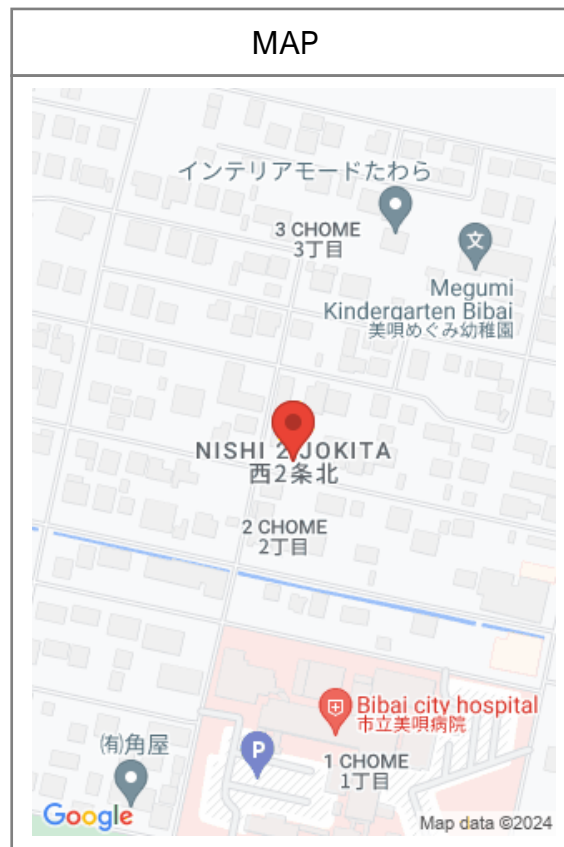 MAP
インテリアモードたわら
3 CHOME
3丁目
文
Megumi
Kindergarten Bibai
美唄めぐみ幼稚園
NISHI 2 JOKITA
西2条北
2 CHOME
2丁目
Bibai city hospital
市立美唄病院
(有)角屋
P
1 CHOME
1丁目
Google
Map data ©2024